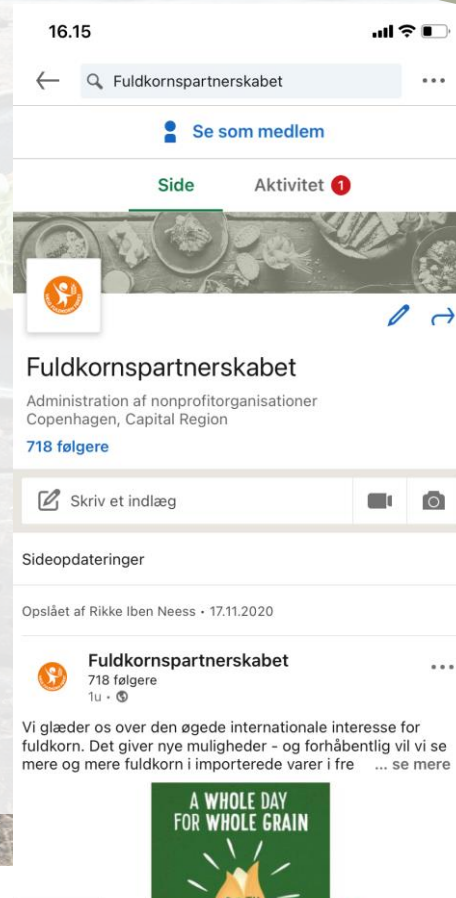 16.15
Fuldkornspartnerskabet
Se som medlem
Side
Aktivitet 1
Fuldkornspartnerskabet
Administration af nonprofitorganisationer
Copenhagen, Capital Region
718 følgere
Skriv et indlæg
Sideopdateringer
Opslået af Rikke Iben Neess • 17.11.2020
Fuldkornspartnerskabet
718 følgere
1u •
Vi glæder os over den øgede internationale interesse for
fuldkorn. Det giver nye muligheder - og forhåbentlig vil vi se
mere og mere fuldkorn i importerede varer i fre ... se mere
A WHOLE DAY
FOR WHOLE GRAIN